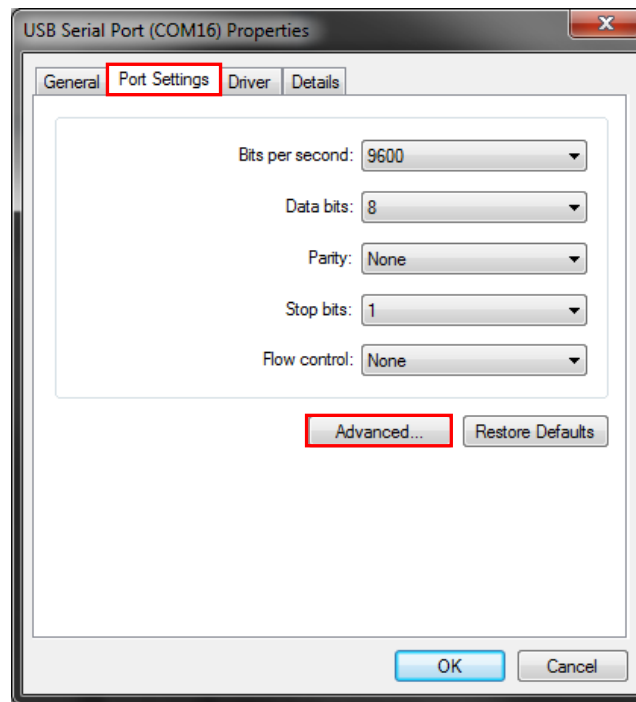 USB Serial Port (COM16) Properties
X
General Port Settings Driver Details
Bits per second: 9600
Data bits: 8
Parity: None
Stop bits: 1
Flow control: None
Advanced... Restore Defaults
OK Cancel